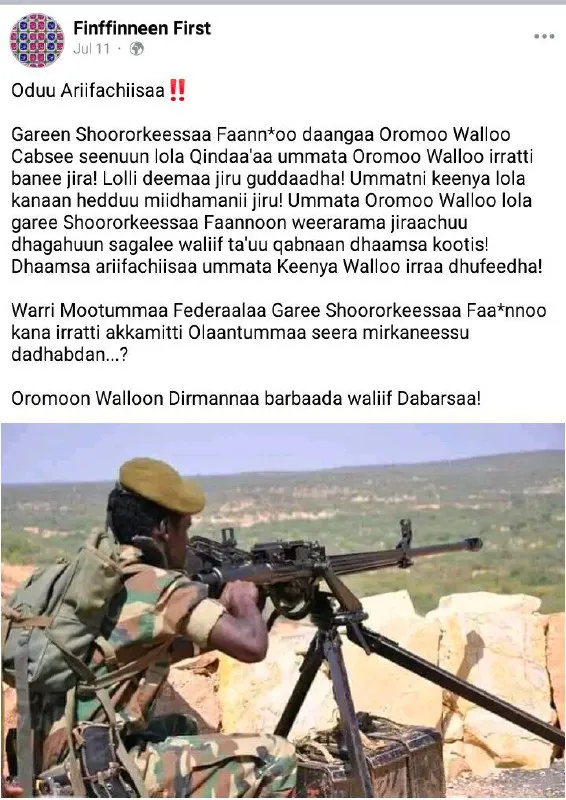 Finffinneen First
Jul 11 ·
Oduu Ariifachiisaa‼️
Gareen Shoororkeessaa Faann*oo daangaa Oromoo Walloo
Cabsee seenuun lola Qindaa'aa ummata Oromoo Walloo irratti
banee jira! Lolli deemaa jiru guddaadha! Ummatni keenya lola
kanaan hedduu miidhamanii jiru! Ummata Oromoo Walloo lola
garee Shoororkeessaa Faannoon weerarama jiraachuu
dhagahuun sagalee waliif ta'uu qabnaan dhaamsa kootis!
Dhaamsa ariifachiisaa ummata Keenya Walloo irraa dhufeedha!
Warri Mootummaa Federaalaa Garee Shoororkeessaa Faa*nnoo
kana irratti akkamitti Olaantummaa seera mirkaneessu
dadhabdan...?
Oromoon Walloon Dirmannaa barbaada waliif Dabarsaa!